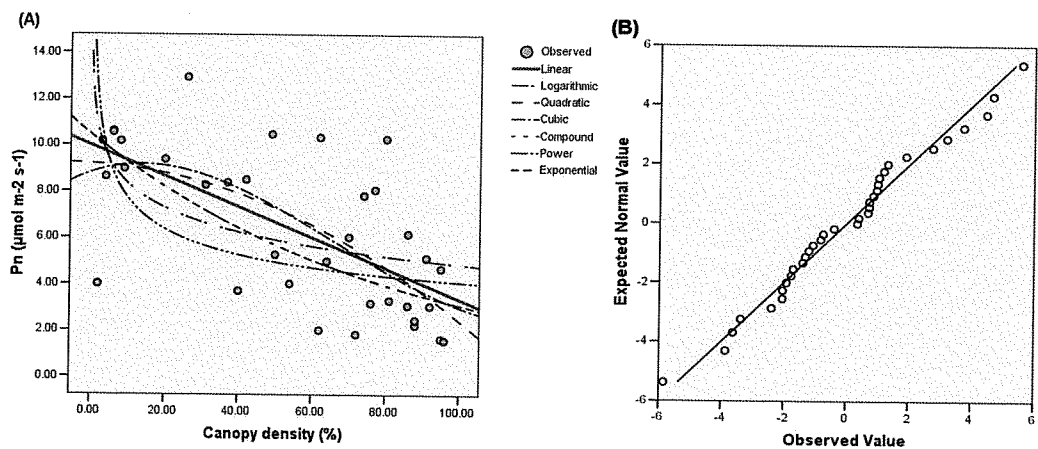 (A)
14.00
12.00
10.00
8.00
6.00
4.00
2.00
0.00
Pn (µmol m-2 s-1)
0.00 20.00 40.00 60.00 80.00 100.00
Canopy density (%)
Observed
Linear
Logarithmic
Quadratic
Cubic
Compound
Power
Exponential
(B)
6
4
2
0
-2
-4
-6
Expected Normal Value
-6 -4 -2 0 2 4 6
Observed Value